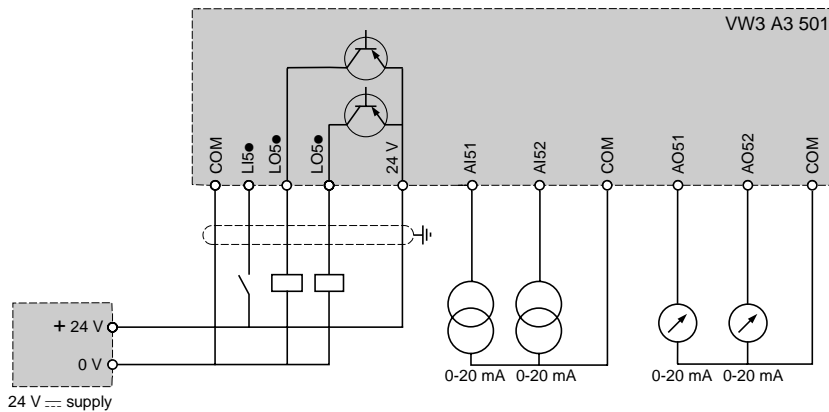 VW3 A3 501
COM
LI5●
LO5●
LO5●
24 V
AI51
AI52
COM
AO51
AO52
COM
+ 24 V
0 V
0-20 mA
0-20 mA
0-20 mA
0-20 mA
24 V ⎓ supply